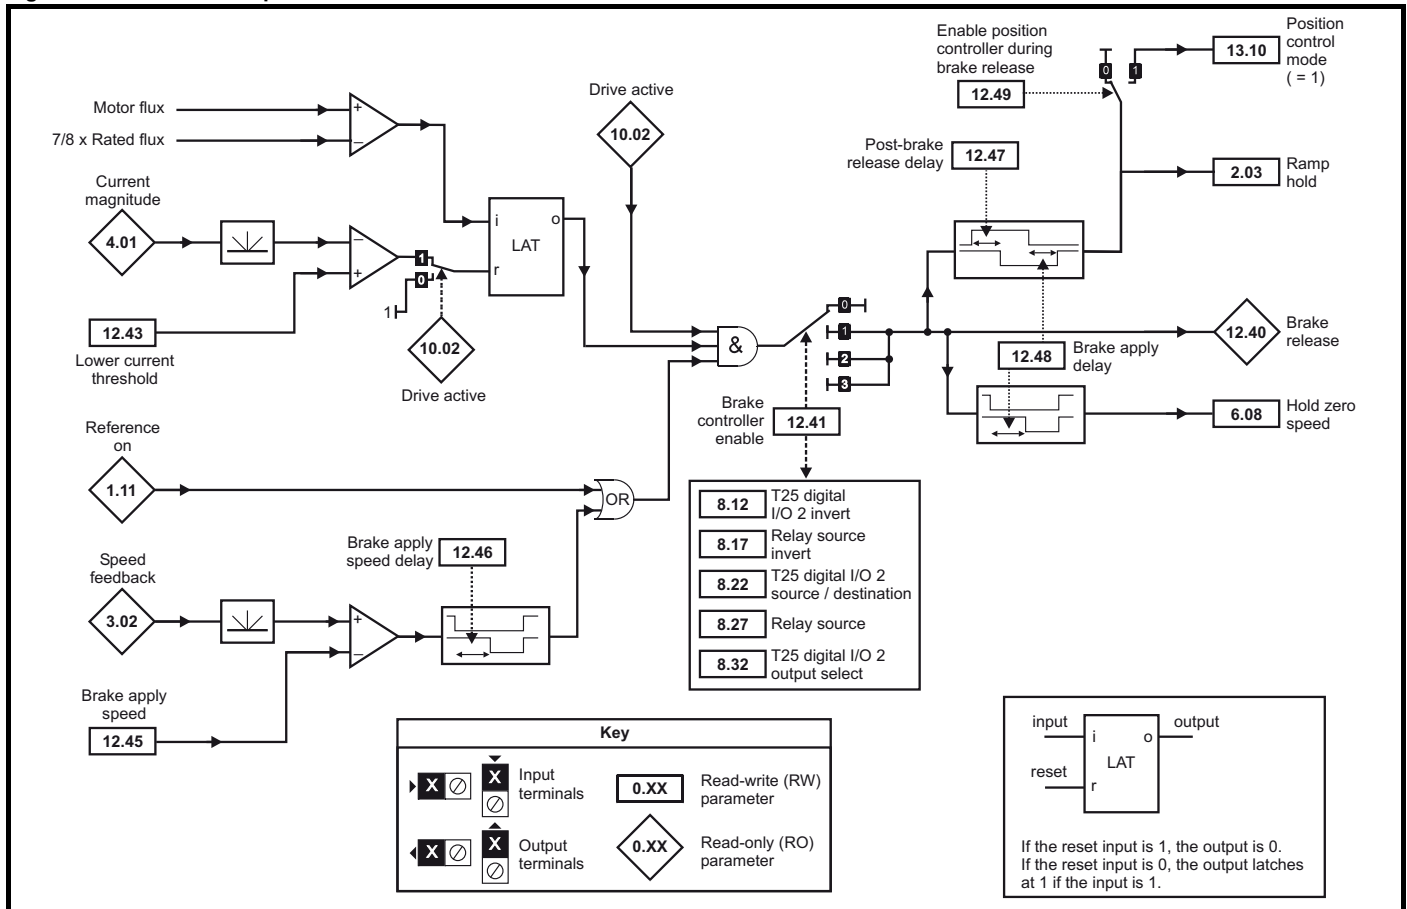 Motor flux
7/8 x Rated flux
+
–
Current
magnitude
4.01
–
+
12.43
Lower current
threshold
1
0
1
10.02
Drive active
i
o
LAT
r
Drive active
10.02
&
Reference
on
1.11
OR
Speed
feedback
3.02
Brake apply
speed delay
12.46
+
–
Brake apply
speed
12.45
0
1
2
3
Brake
controller
enable
12.41
8.12
T25 digital
I/O 2 invert
8.17
Relay source
invert
8.22
T25 digital I/O 2
source / destination
8.27
Relay source
8.32
T25 digital I/O 2
output select
Enable position
controller during
brake release
12.49
0
1
13.10
Position
control
mode
( = 1)
Post-brake
release delay
12.47
2.03
Ramp
hold
12.40
Brake
release
12.48
Brake apply
delay
6.08
Hold zero
speed
Key
X
X
Input
terminals
0.XX
Read-write (RW)
parameter
X
X
Output
terminals
0.XX
Read-only (RO)
parameter
input
i
o
output
LAT
reset
r
If the reset input is 1, the output is 0.
If the reset input is 0, the output latches
at 1 if the input is 1.